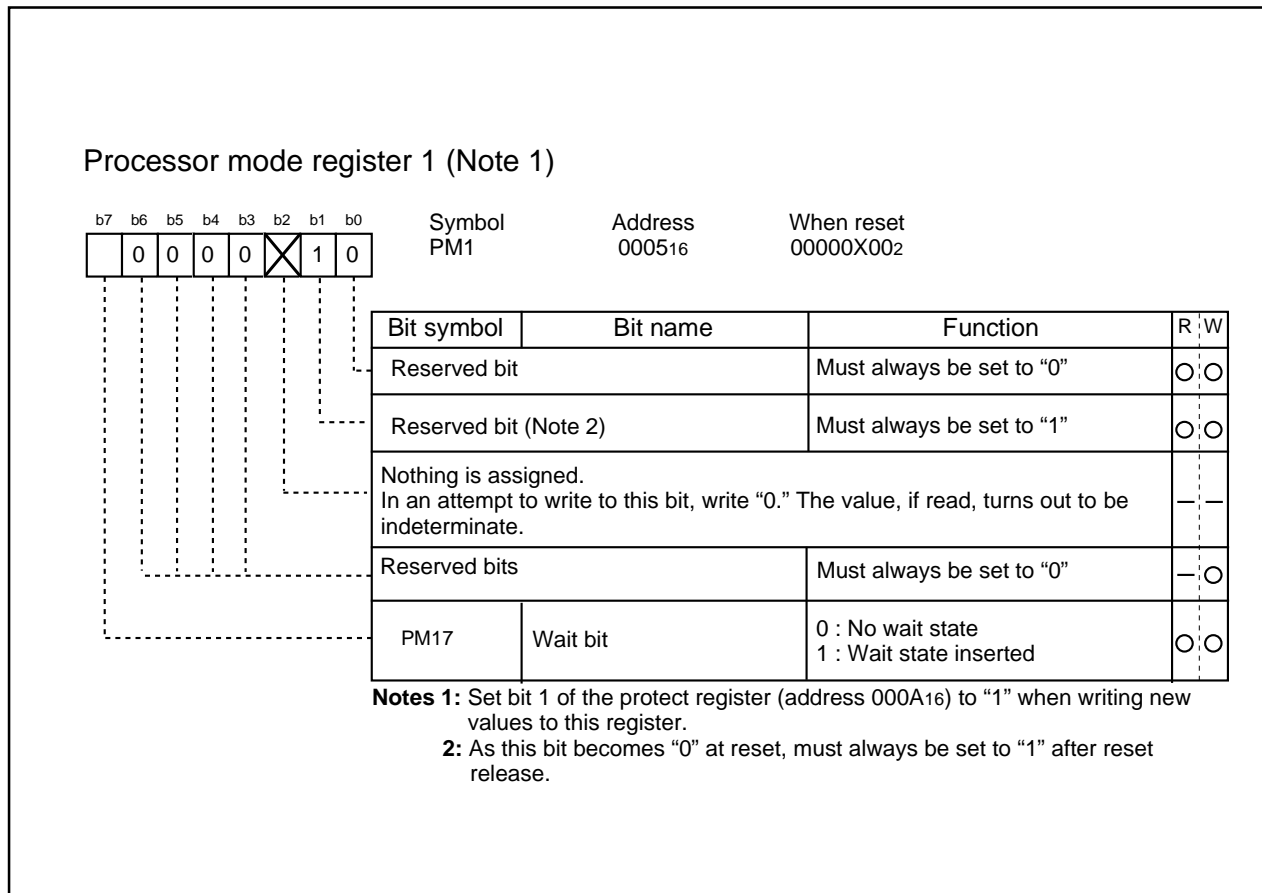 Processor mode register 1 (Note 1)
b7 b6 b5 b4 b3 b2 b1 b0
Symbol Address When reset
0 0 0 0 1 0
PM1 000516 00000X002
Bit symbol Bit name Function R W
Reserved bit Must always be set to “0”
Reserved bit (Note 2) Must always be set to “1”
Nothing is assigned.
In an attempt to write to this bit, write “0.” The value, if read, turns out to be
indeterminate.
Reserved bits Must always be set to “0”
PM17 Wait bit 0 : No wait state
1 : Wait state inserted
Notes 1: Set bit 1 of the protect register (address 000A16) to “1” when writing new
values to this register.
2: As this bit becomes “0” at reset, must always be set to “1” after reset
release.